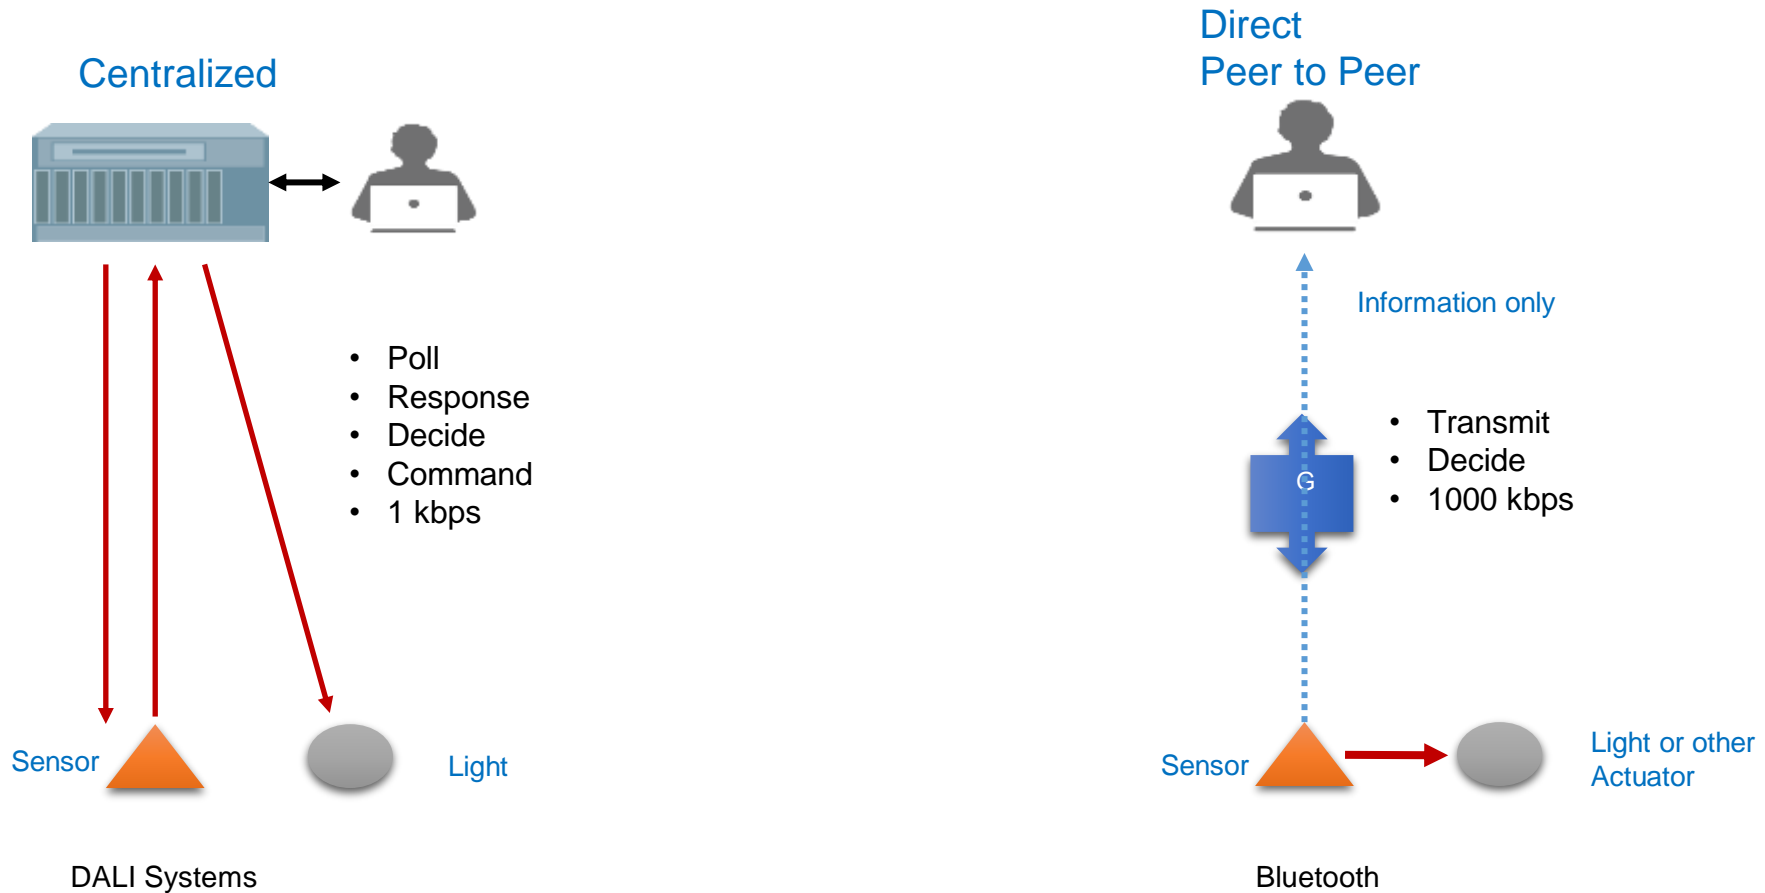 Centralized
• Poll
• Response
• Decide
• Command
• 1 kbps
Sensor
Light
DALI Systems
Direct
Peer to Peer
Information only
G
• Transmit
• Decide
• 1000 kbps
Sensor
Light or other
Actuator
Bluetooth